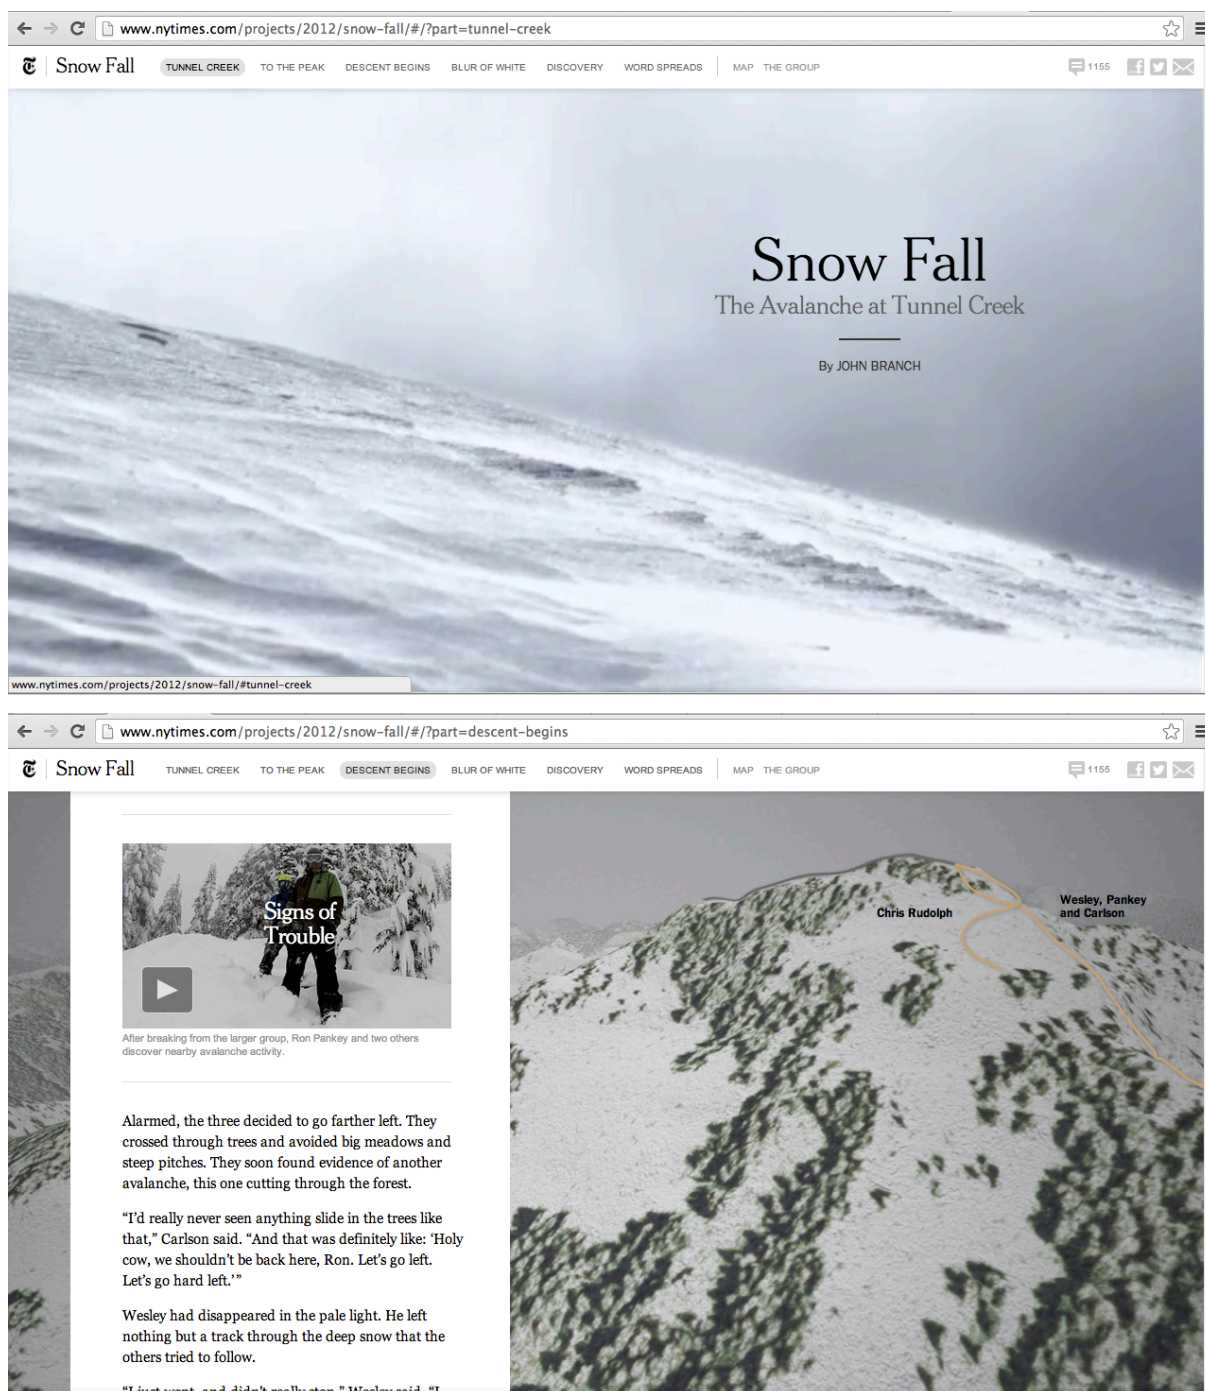 www.nytimes.com/projects/2012/snow-fall/#/?part=tunnel-creek
T Snow Fall TUNNEL CREEK TO THE PEAK DESCENT BEGINS BLUR OF WHITE DISCOVERY WORD SPREADS MAP THE GROUP 1155
Snow Fall
The Avalanche at Tunnel Creek
By JOHN BRANCH
www.nytimes.com/projects/2012/snow-fall/#tunnel-creek
www.nytimes.com/projects/2012/snow-fall/#/?part=descent-begins
T Snow Fall TUNNEL CREEK TO THE PEAK DESCENT BEGINS BLUR OF WHITE DISCOVERY WORD SPREADS MAP THE GROUP 1155
Signs of
Trouble
After breaking from the larger group, Ron Pankey and two others
discover nearby avalanche activity.
Alarmed, the three decided to go farther left. They
crossed through trees and avoided big meadows and
steep pitches. They soon found evidence of another
avalanche, this one cutting through the forest.
“I’d really never seen anything slide in the trees like
that,” Carlson said. “And that was definitely like: ‘Holy
cow, we shouldn’t be back here, Ron. Let’s go left.
Let’s go hard left.’”
Wesley had disappeared in the pale light. He left
nothing but a track through the deep snow that the
others tried to follow.
“I just went, and didn’t really stop,” Wesley said. “I
Chris Rudolph
Wesley, Pankey
and Carlson